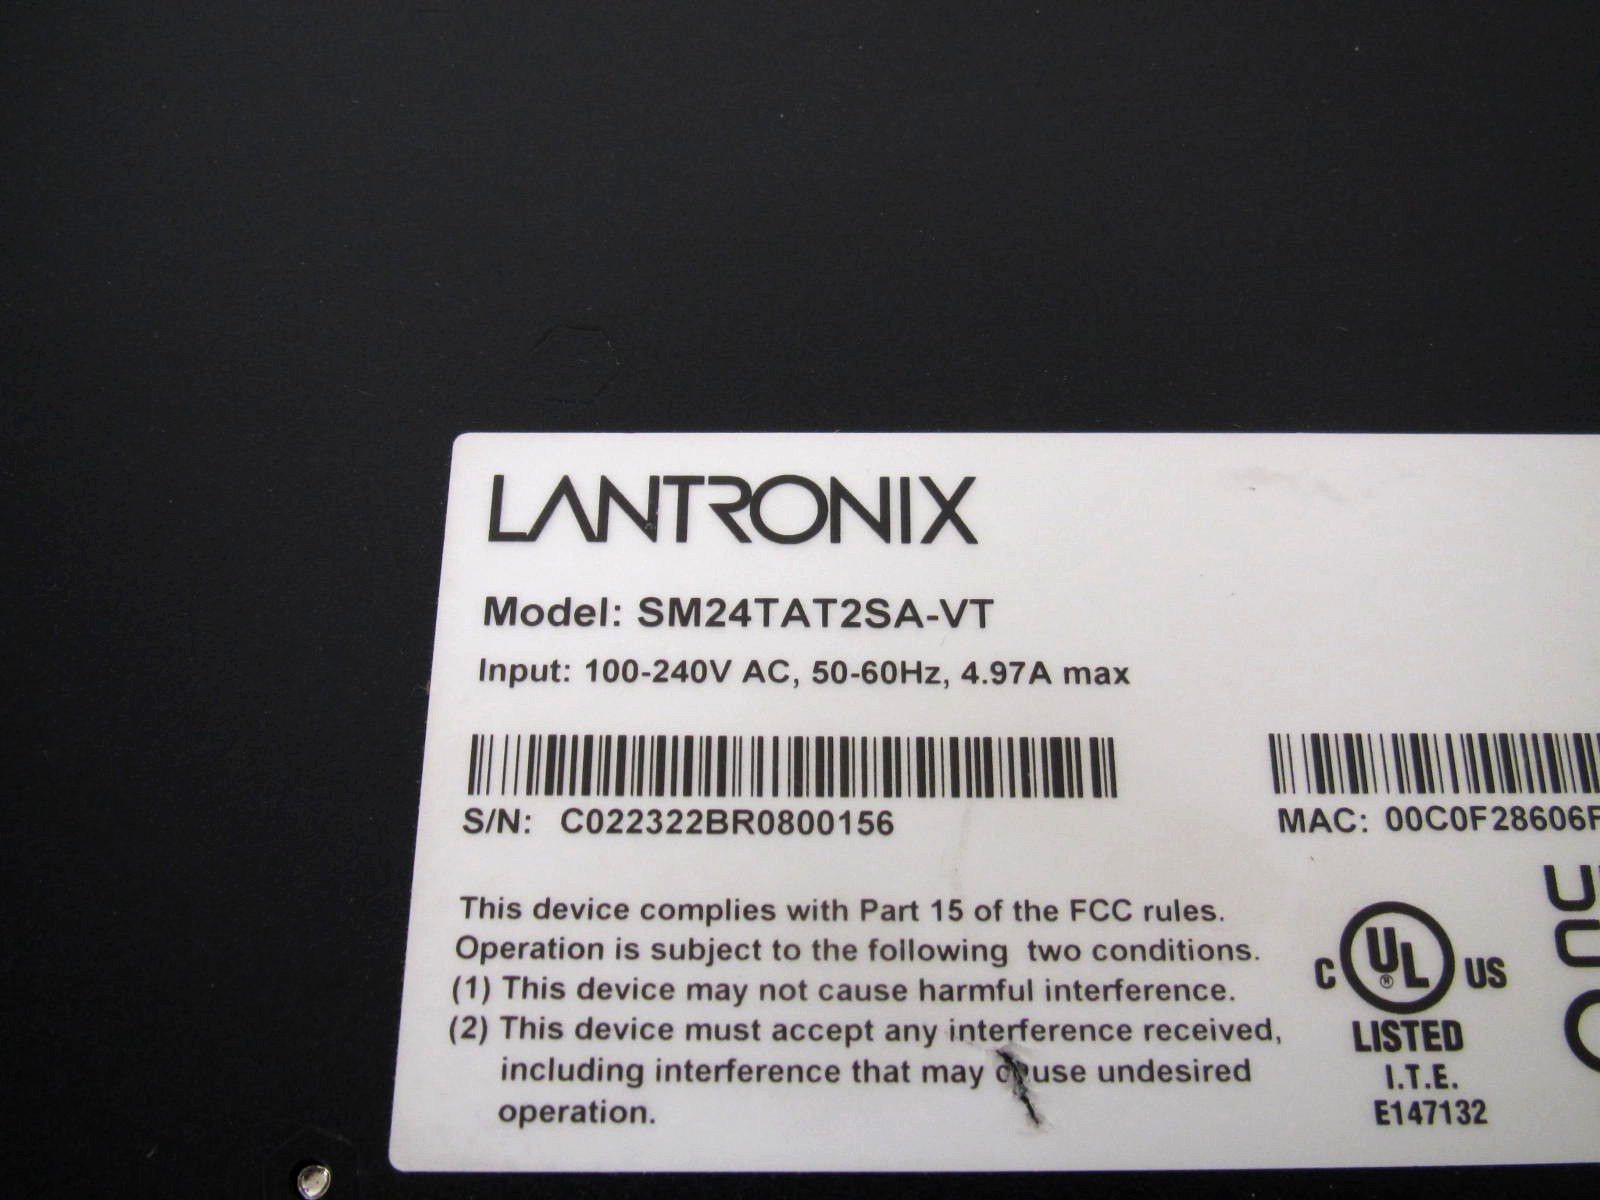 LANTRONIX
Model: SM24TAT2SA-VT
Input: 100-240V AC, 50-60Hz, 4.97A max
S/N: C022322BR0800156
MAC: 00C0F28606F
This device complies with Part 15 of the FCC rules.
Operation is subject to the following two conditions.
(1) This device may not cause harmful interference.
(2) This device must accept any interference received,
including interference that may cause undesired
operation.
C UL® US
LISTED
I.T.E.
E147132